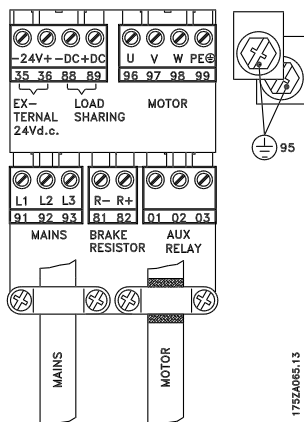 -24V+ -DC+DC
35 36 88 89
EX-
TERNAL
24Vd.c.
LOAD
SHARING
U V W PE
96 97 98 99
MOTOR
95
L1 L2 L3
91 92 93
MAINS
R- R+
81 82
BRAKE
RESISTOR
01 02 03
AUX
RELAY
MAINS
MOTOR
175ZA065.13